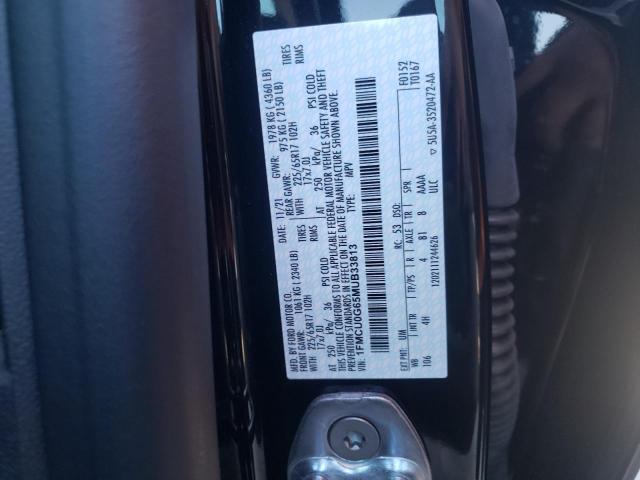 MFD. BY FORD MOTOR CO.
DATE: 11/21 GVWR: 1978 KG ( 4360 LB)
FRONT GAWR: 1061 KG ( 2340 LB) REAR GAWR: 975 KG ( 2150 LB)
WITH 225/65R17 102H TIRES WITH 225/65R17 102H TIRES
17x7.0J RIMS 17x7.0J RIMS
AT 250 kPa/ 36 PSI COLD AT 250 kPa/ 36 PSI COLD
THIS VEHICLE CONFORMS TO ALL APPLICABLE FEDERAL MOTOR VEHICLE SAFETY AND THEFT
PREVENTION STANDARDS IN EFFECT ON THE DATE OF MANUFACTURE SHOWN ABOVE.
VIN: 1FMCU0G65MUB33813 TYPE: MPV
F0152
T0167
EXT PNT: UM RC: 53 DSO:
WB INT TR TP/PS R AXLE TR SPR
106 4H 4 B1 8 AAAA
1202111244626 ULC
▽ 5U5A-3520472-AA